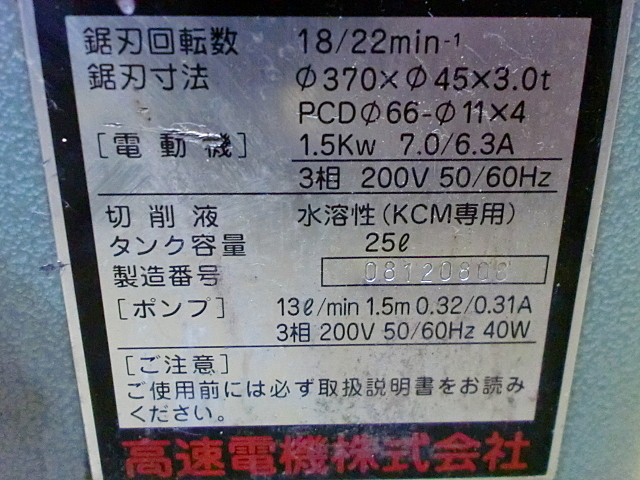 鋸刃回転数 18/22min⁻¹
鋸刃寸法 Φ370×Φ45×3.0t
PCDΦ66-Φ11×4
[電動機] 1.5Kw 7.0/6.3A
3相 200V 50/60Hz
切削液 水溶性(KCM専用)
タンク容量 25ℓ
製造番号
[ポンプ] 13ℓ/min 1.5m 0.32/0.31A
3相 200V 50/60Hz 40W
[ご注意]
ご使用前には必ず取扱説明書をお読み
ください。
高速電機株式会社